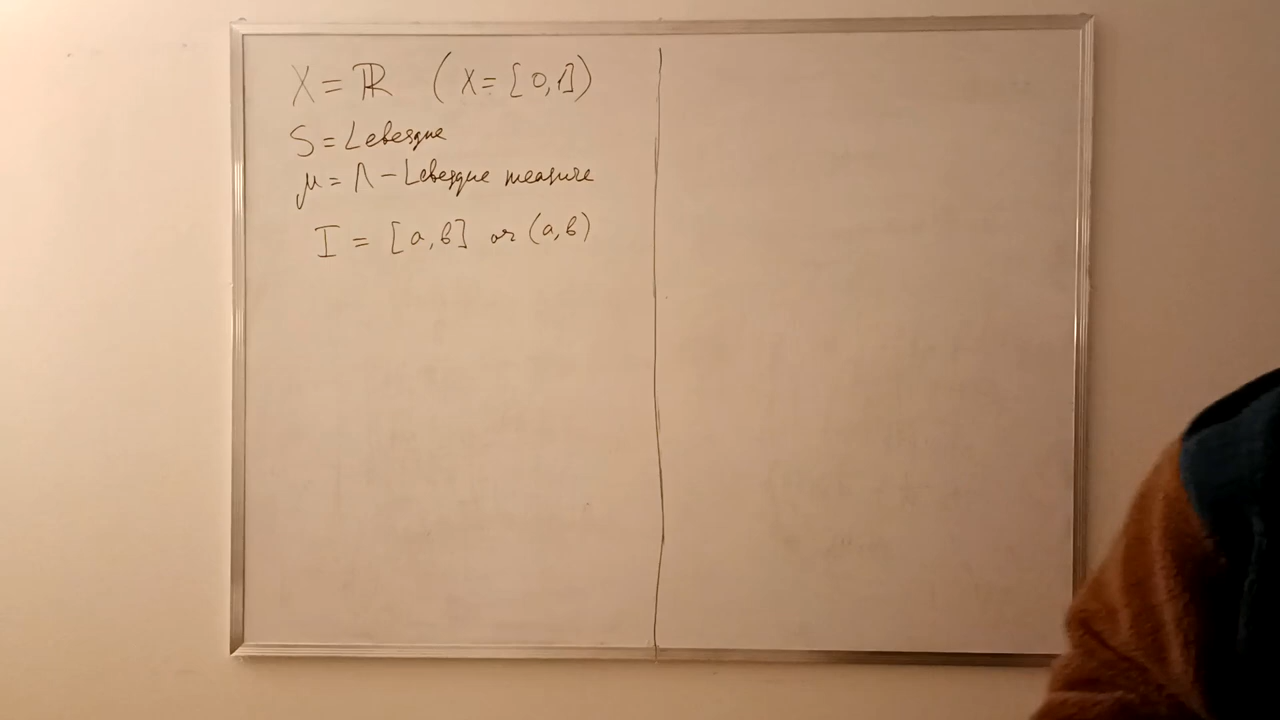 X = ℝ (X = [0,1])
S = Lebesgue
μ = Λ – Lebesgue measure
I = [a,b] or (a,b)